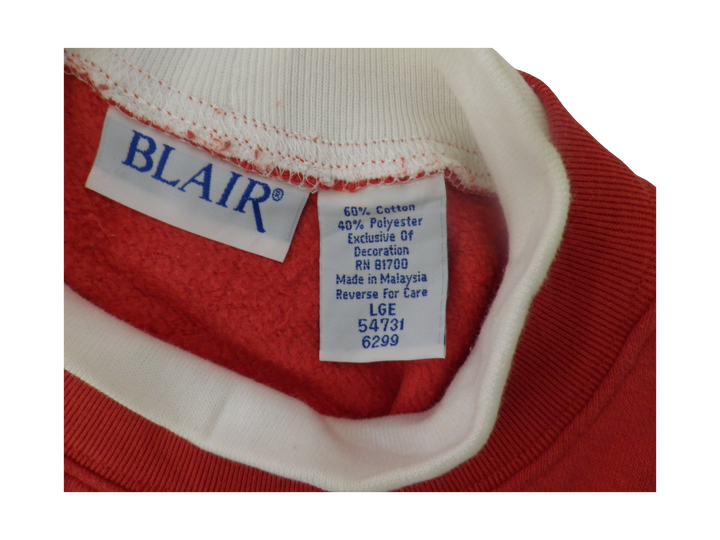 BLAIR®
60% Cotton
40% Polyester
Exclusive Of
Decoration
RN 81700
Made in Malaysia
Reverse For Care
LGE
54731
6299